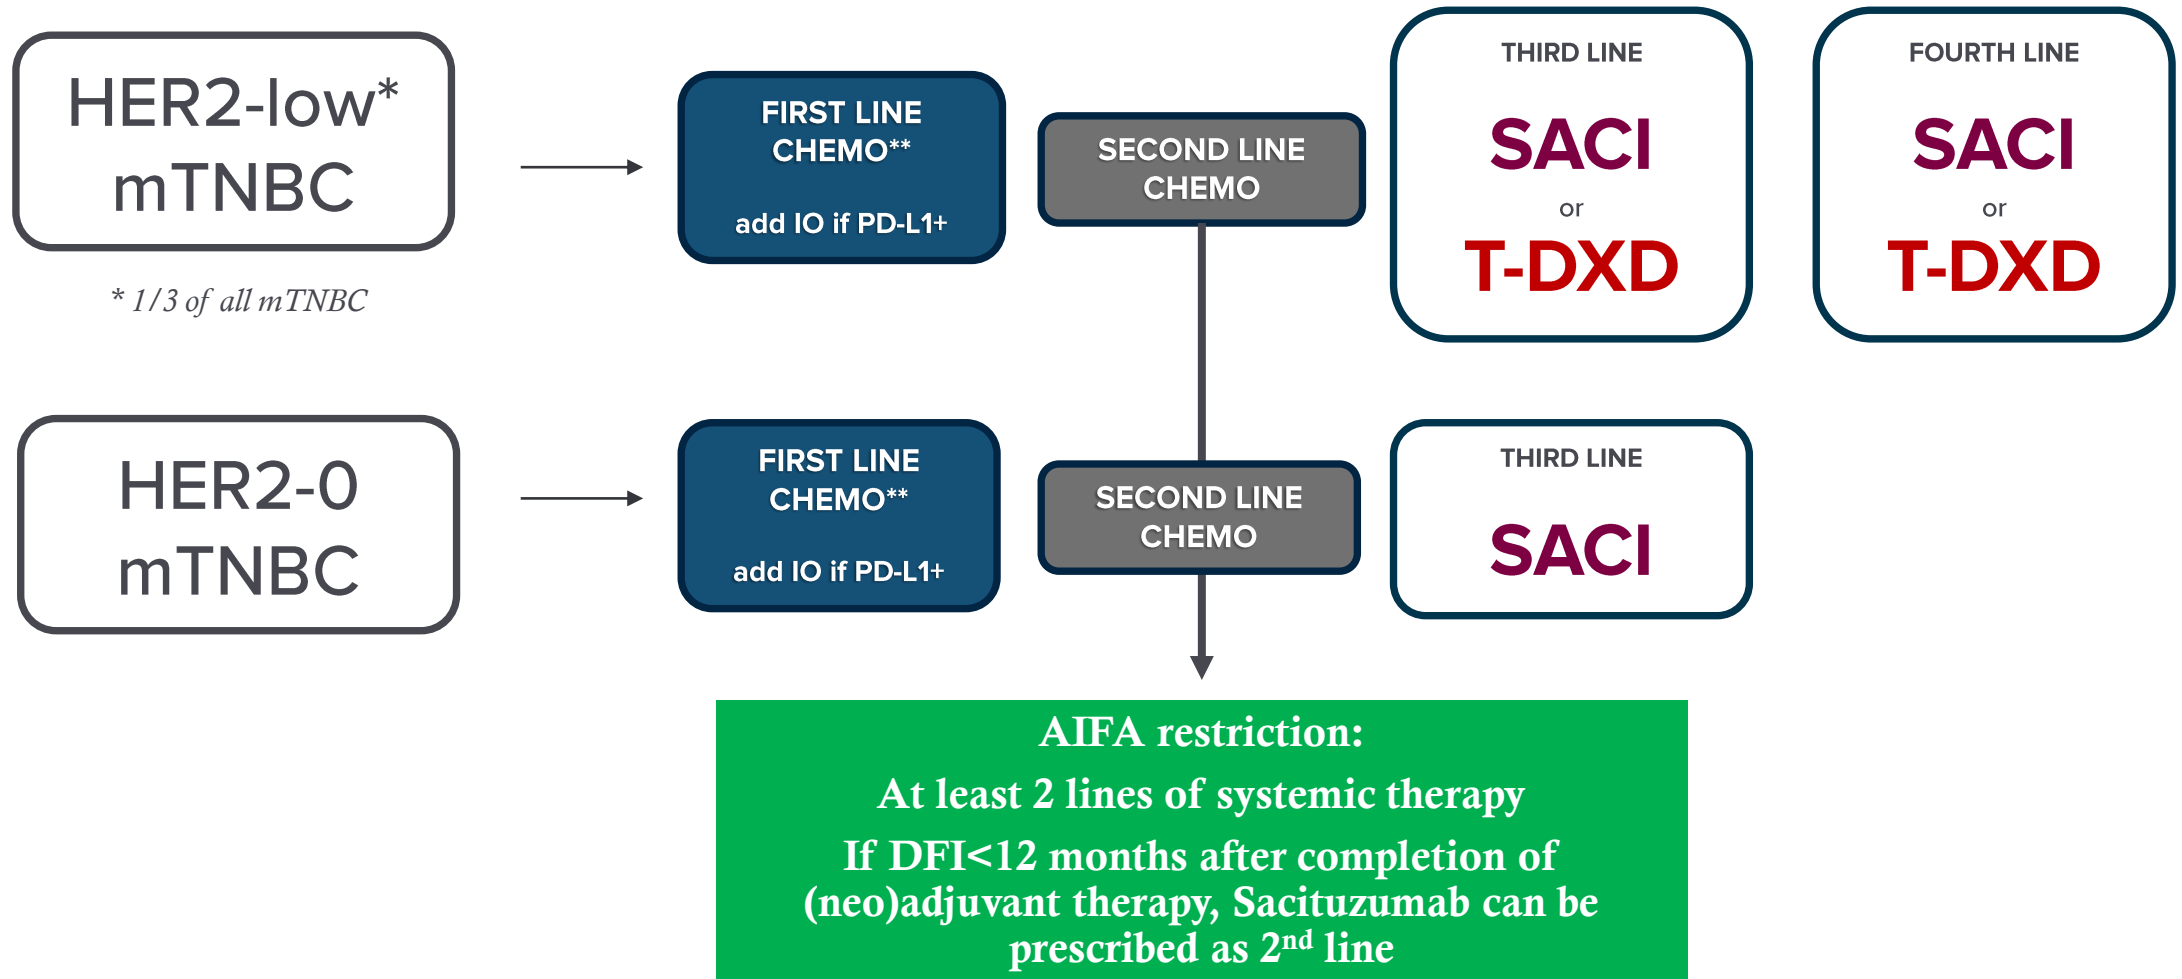 HER2-low*
mTNBC
* 1/3 of all mTNBC
FIRST LINE
CHEMO**
add IO if PD-L1+
SECOND LINE
CHEMO
THIRD LINE
SACI
or
T-DXD
FOURTH LINE
SACI
or
T-DXD
HER2-0
mTNBC
FIRST LINE
CHEMO**
add IO if PD-L1+
SECOND LINE
CHEMO
THIRD LINE
SACI
AIFA restriction:
At least 2 lines of systemic therapy
If DFI<12 months after completion of
(neo)adjuvant therapy, Sacituzumab can be
prescribed as 2nd line